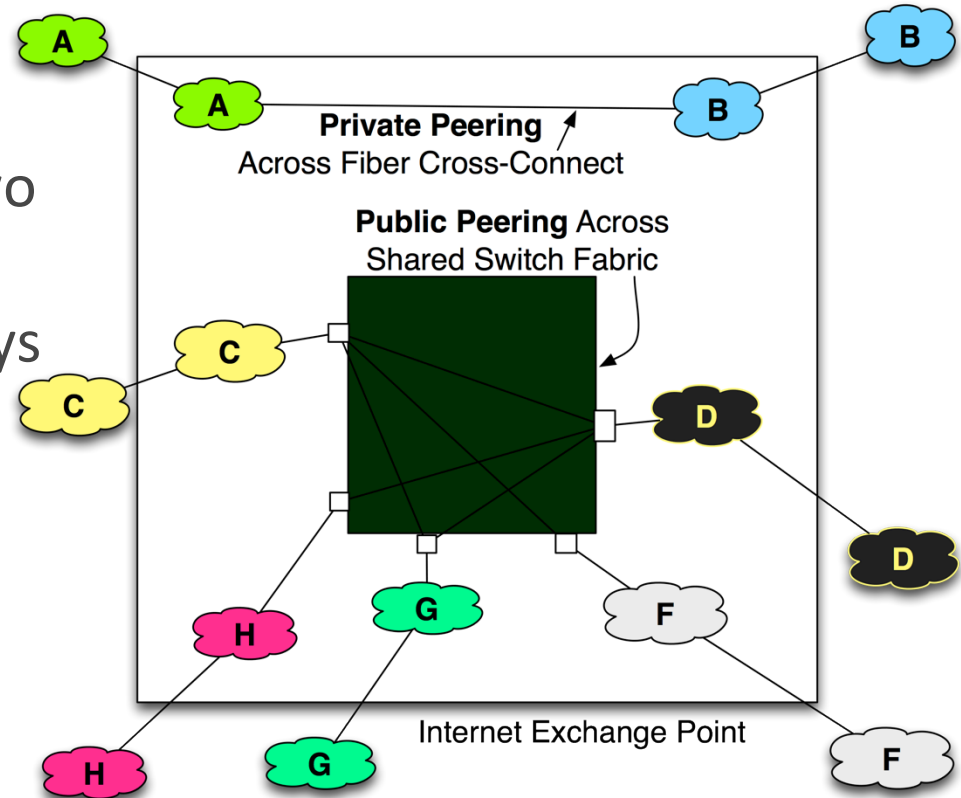 A
B
A
B
Private Peering
Across Fiber Cross-Connect
Public Peering Across
Shared Switch Fabric
C
C
D
D
H
G
F
Internet Exchange Point
H
G
F